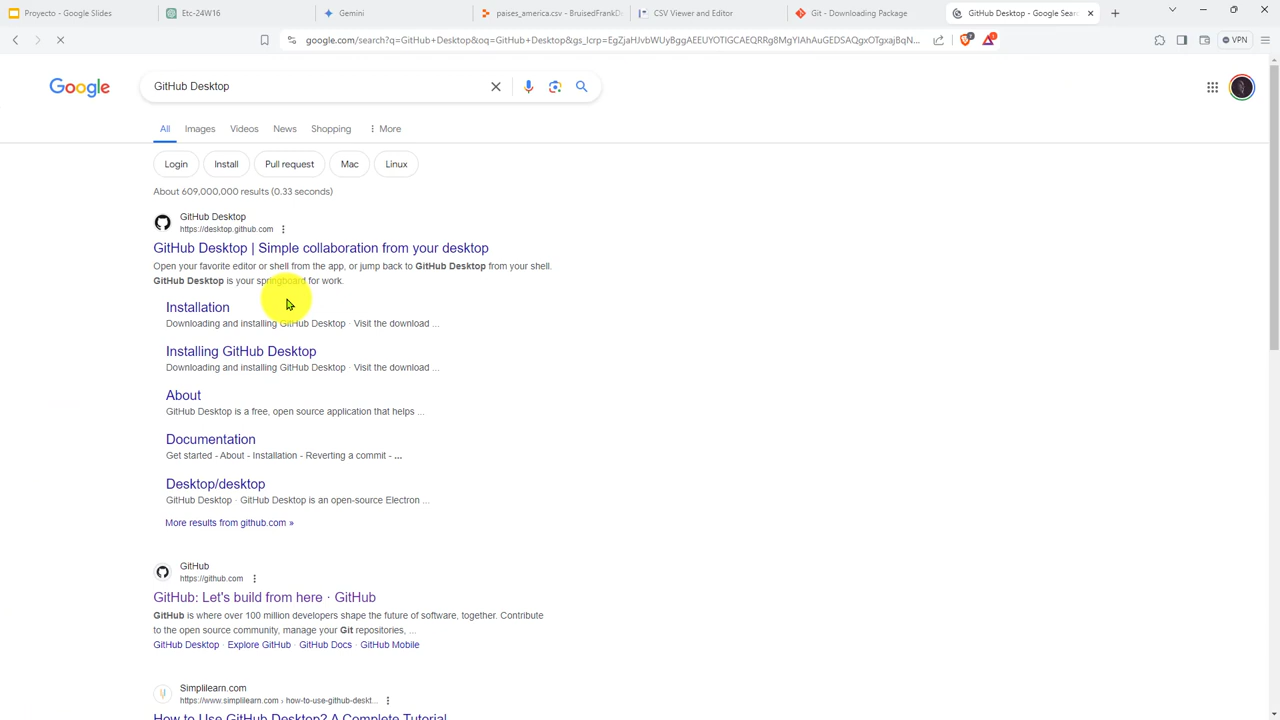 Proyecto - Google Slides
Etc-24W16
Gemini
paises_america.csv - BruisedFrankD
CSV Viewer and Editor
Git - Downloading Package
GitHub Desktop - Google Sear
google.com/search?q=GitHub+Desktop&oq=GitHub+Desktop&gs_lcrp=EgZjaHJvbWUyBggAEEUYOTIGCAEQRRg8MgYIAhAuGEDSAQgxOTgxajBqN...
VPN
Google
GitHub Desktop
All
Images
Videos
News
Shopping
More
Login
Install
Pull request
Mac
Linux
About 609,000,000 results (0.33 seconds)
GitHub Desktop
https://desktop.github.com
GitHub Desktop | Simple collaboration from your desktop
Open your favorite editor or shell from the app, or jump back to GitHub Desktop from your shell.
GitHub Desktop is your springboard for work.
Installation
Downloading and installing GitHub Desktop · Visit the download ...
Installing GitHub Desktop
Downloading and installing GitHub Desktop · Visit the download ...
About
GitHub Desktop is a free, open source application that helps ...
Documentation
Get started - About - Installation - Reverting a commit - ...
Desktop/desktop
GitHub Desktop · GitHub Desktop is an open-source Electron ...
More results from github.com »
GitHub
https://github.com
GitHub: Let's build from here · GitHub
GitHub is where over 100 million developers shape the future of software, together. Contribute
to the open source community, manage your Git repositories, ...
GitHub Desktop · Explore GitHub · GitHub Docs · GitHub Mobile
Simplilearn.com
https://www.simplilearn.com › how-to-use-github-deskt...
How to Use GitHub Desktop? A Complete Tutorial